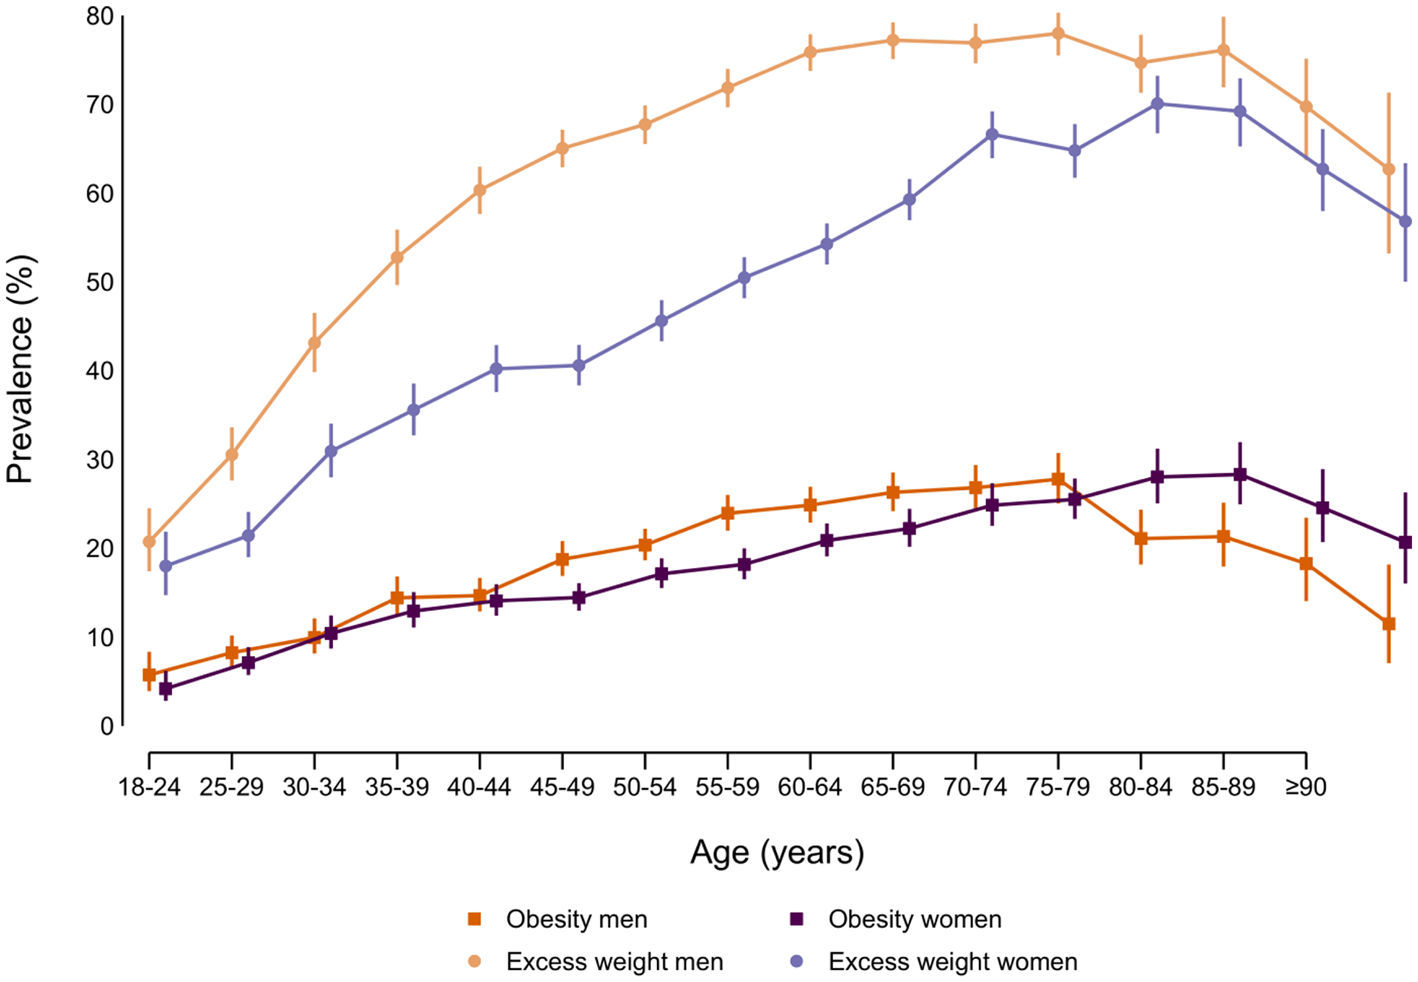 80
70
60
50
40
30
20
10
0
Prevalence (%)
18-24 25-29 30-34 35-39 40-44 45-49 50-54 55-59 60-64 65-69 70-74 75-79 80-84 85-89 ≥90
Age (years)
Obesity men Obesity women
Excess weight men Excess weight women